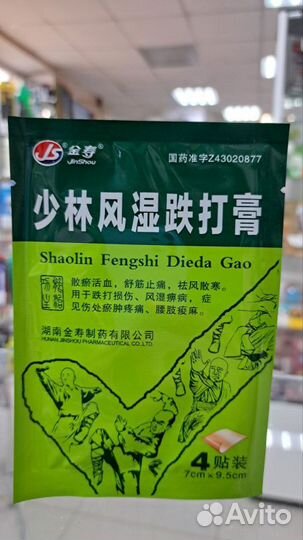 JS ® 金寿
JinShou
国药准字Z43020877
少林风湿跌打膏
Shaolin Fengshi Dieda Gao
散瘀活血，舒筋止痛，祛风散寒。
用于跌打损伤、风湿痹病，症
见伤处瘀肿疼痛、腰肢痠麻。
湖南金寿制药有限公司
HUNAN JINSHOU PHARMACEUTICAL CO.,LTD.
4贴装
7cm×9.5cm
Avito